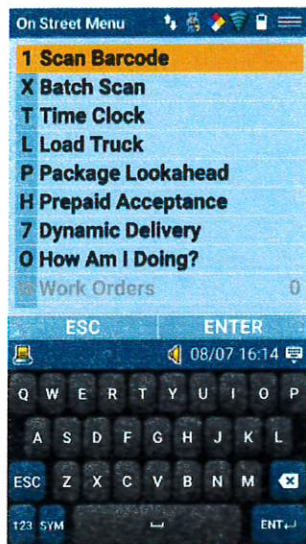 On Street Menu
1 Scan Barcode
X Batch Scan
T Time Clock
L Load Truck
P Package Lookahead
H Prepaid Acceptance
7 Dynamic Delivery
O How Am I Doing?
Work Orders 0
ESC ENTER
08/07 16:14
Q W E R T Y U I O P
A S D F G H J K L
ESC Z X C V B N M
123 SYM ENT